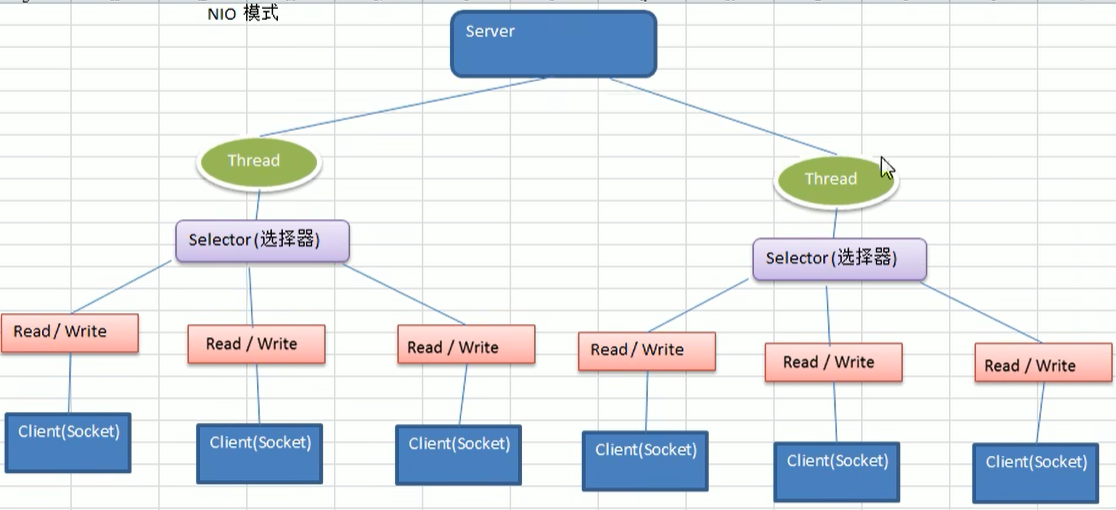 NIO 模式
Server
Thread
Thread
Selector(选择器)
Selector(选择器)
Read / Write
Read / Write
Read / Write
Read / Write
Read / Write
Read / Write
Client(Socket)
Client(Socket)
Client(Socket)
Client(Socket)
Client(Socket)
Client(Socket)